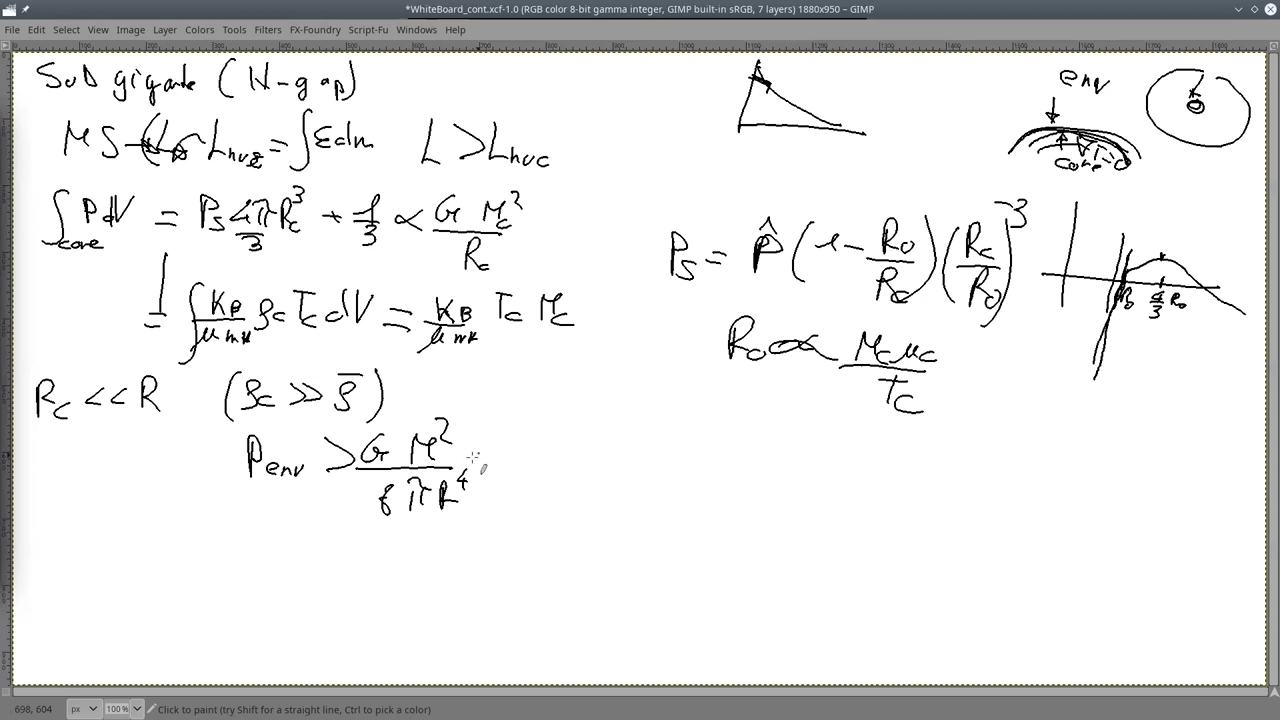 *WhiteBoard_cont.xcf-1.0 (RGB color 8-bit gamma integer, GIMP built-in sRGB, 7 layers) 1880x950 – GIMP
File Edit Select View Image Layer Colors Tools Filters FX-Foundry Script-Fu Windows Help
Sub gigante (H-gap)
MS L_nuc = ∫εdm L > L_nuc
∫_core PdV = P_s 4π/3 R_c^3 + 1/3 α G M_c^2 / R_c
= ∫ K_B / μ m_H ρ_c T_c dV = K_B / μ m_H T_c M_c
R_c << R (ρ_c >> ρ̄)
P_env > G M^2 / 8 π R^4
env
core
P_s = P̂ (1 - R_0 / R_c) (R_c / R_0)^-3
R_0 4/3 R_0
R_0 ∝ M_c μ_c / T_c
698, 604 px 100 % Click to paint (try Shift for a straight line, Ctrl to pick a color)